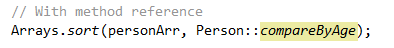 // With method reference
Arrays.sort(personArr, Person::compareByAge);